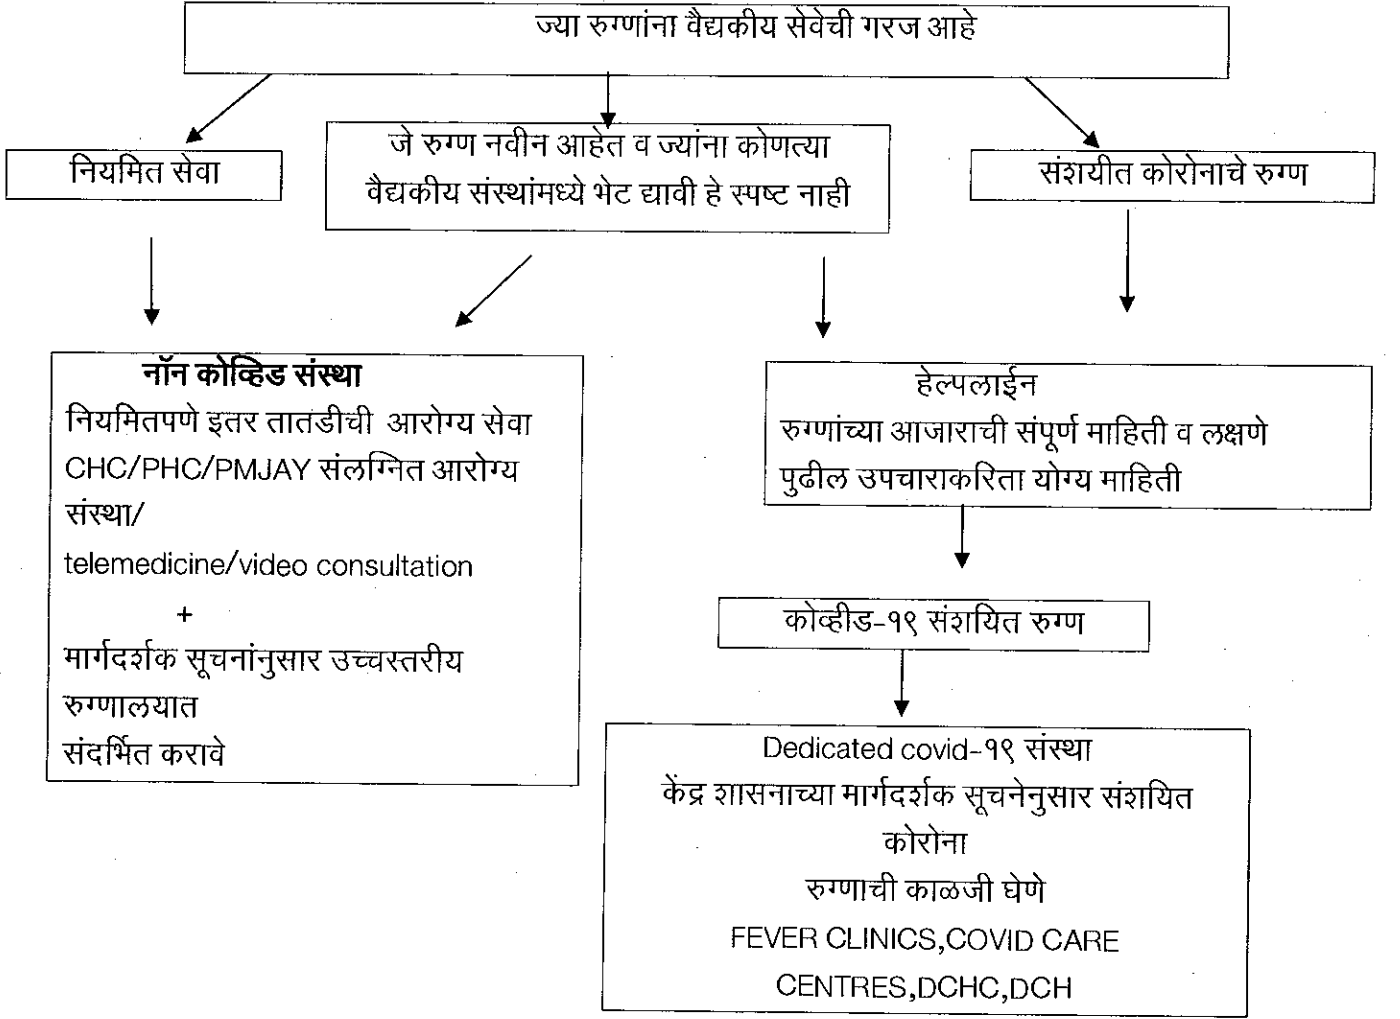 ज्या रुग्णांना वैद्यकीय सेवेची गरज आहे
नियमित सेवा
जे रुग्ण नवीन आहेत व ज्यांना कोणत्या
वैद्यकीय संस्थांमध्ये भेट द्यावी हे स्पष्ट नाही
संशयीत कोरोनाचे रुग्ण
नॉन कोव्हिड संस्था
नियमितपणे इतर तातडीची आरोग्य सेवा
CHC/PHC/PMJAY संलग्नित आरोग्य
संस्था/
telemedicine/video consultation
+
मार्गदर्शक सूचनांनुसार उच्चस्तरीय
रुग्णालयात
संदर्भित करावे
हेल्पलाईन
रुग्णांच्या आजाराची संपूर्ण माहिती व लक्षणे
पुढील उपचाराकरिता योग्य माहिती
कोव्हीड-१९ संशयित रुग्ण
Dedicated covid-१९ संस्था
केंद्र शासनाच्या मार्गदर्शक सूचनेनुसार संशयित
कोरोना
रुग्णाची काळजी घेणे
FEVER CLINICS,COVID CARE
CENTRES,DCHC,DCH